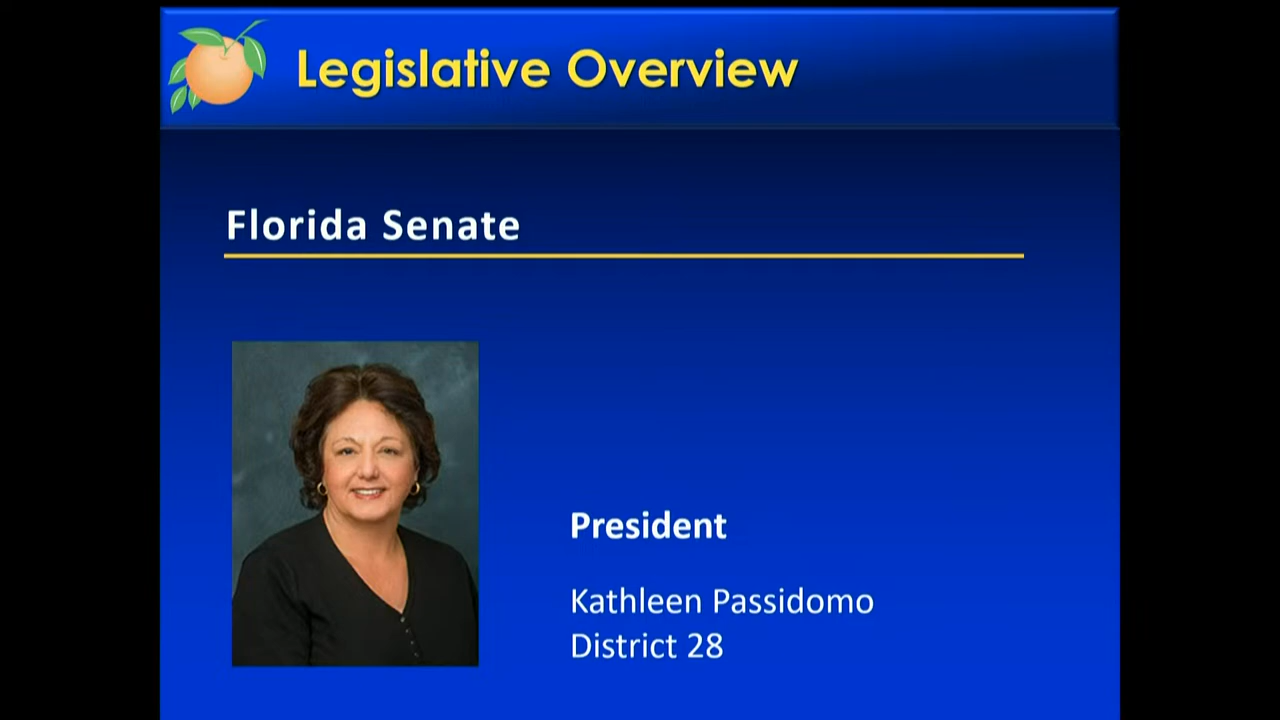 Legislative Overview
Florida Senate
President
Kathleen Passidomo
District 28